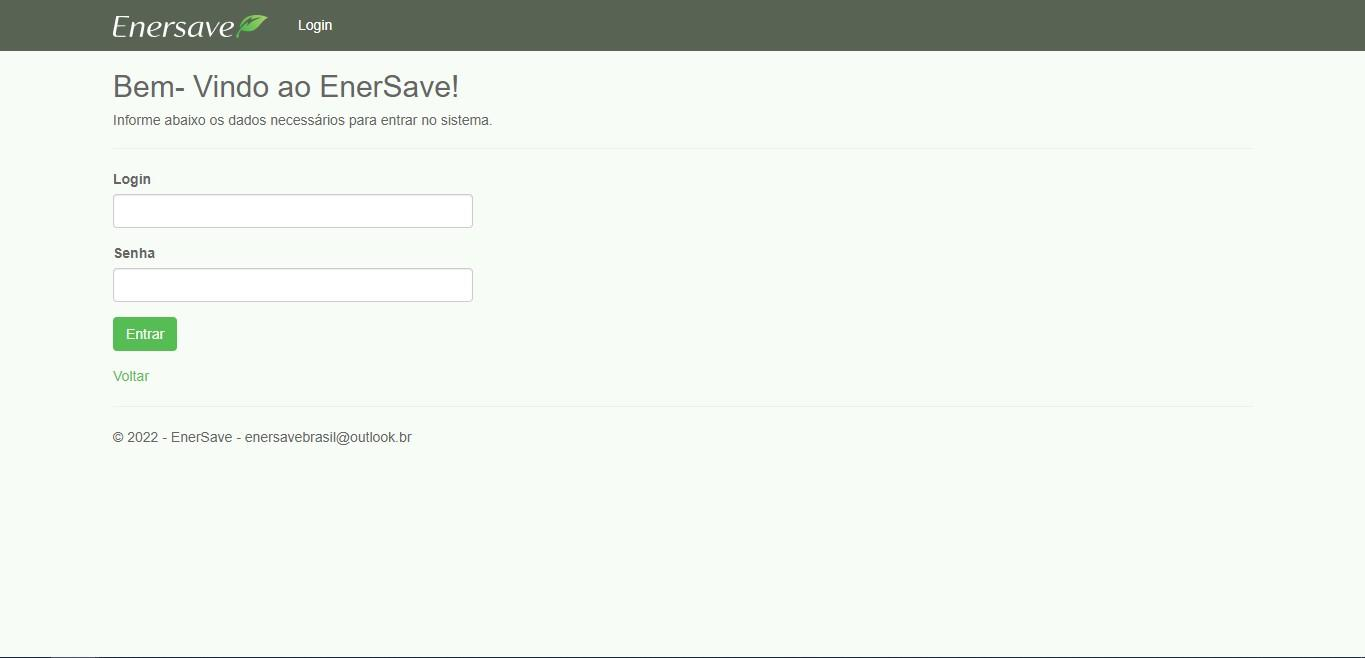 Enersave
Login
Bem- Vindo ao EnerSave!
Informe abaixo os dados necessários para entrar no sistema.
Login
Senha
Entrar
Voltar
© 2022 - EnerSave - enersavebrasil@outlook.br